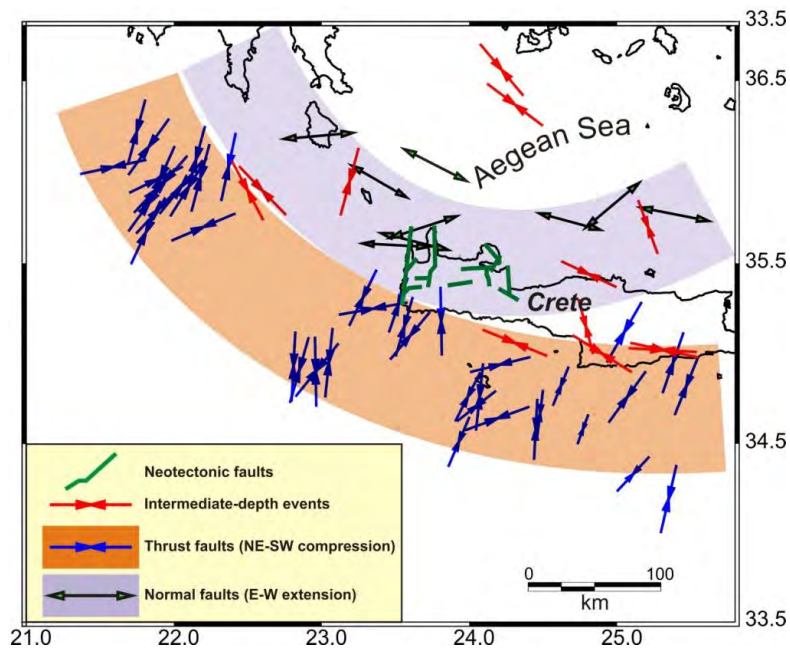 33.5
36.5
Aegean Sea
35.5
Crete
34.5
Neotectonic faults
Intermediate-depth events
Thrust faults (NE-SW compression)
Normal faults (E-W extension)
0 100
km
33.5
21.0 22.0 23.0 24.0 25.0